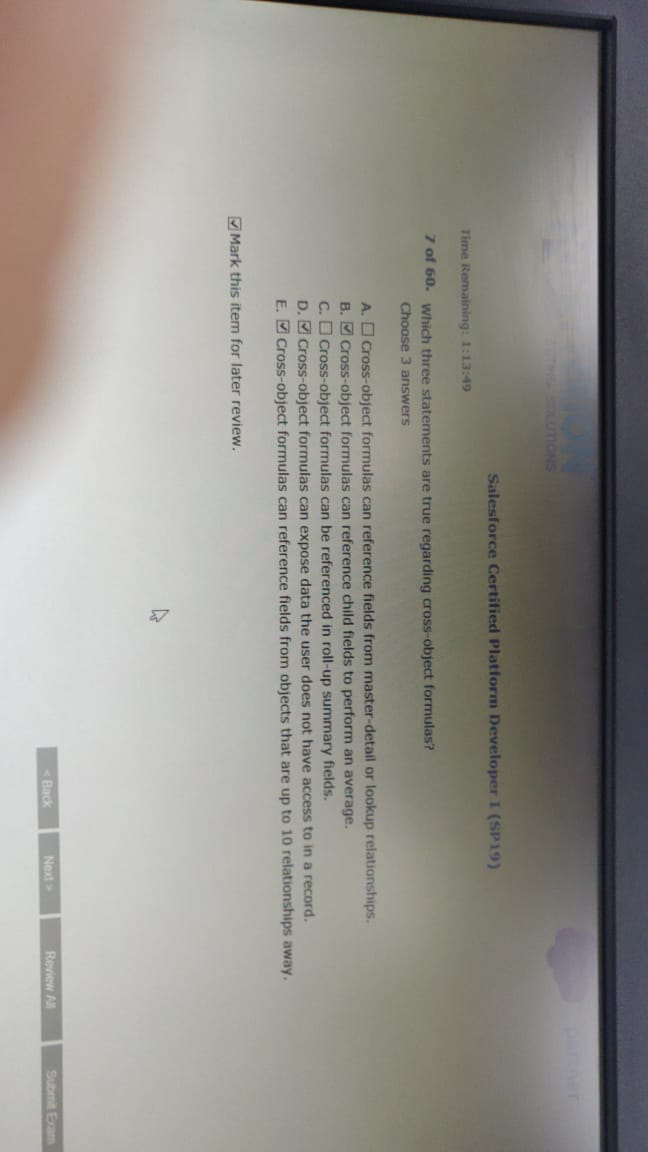 Salesforce Certified Platform Developer 1 (SP19)
Time Remaining: 1:13:49
7 of 60. Which three statements are true regarding cross-object formulas?
Choose 3 answers
A. Cross-object formulas can reference fields from master-detail or lookup relationships.
B. Cross-object formulas can reference child fields to perform an average.
C. Cross-object formulas can be referenced in roll-up summary fields.
D. Cross-object formulas can expose data the user does not have access to in a record.
E. Cross-object formulas can reference fields from objects that are up to 10 relationships away.
Mark this item for later review.
< Back Next > Review All Submit Exam
SOLUTIONS
partner